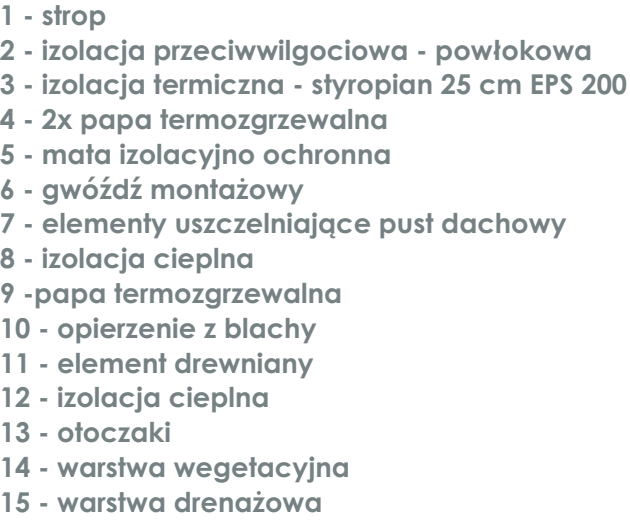 1 - strop
2 - izolacja przeciwwilgociowa - powłokowa
3 - izolacja termiczna - styropian 25 cm EPS 200
4 - 2x papa termozgrzewalna
5 - mata izolacyjno ochronna
6 - gwóźdź montażowy
7 - elementy uszczelniające pust dachowy
8 - izolacja cieplna
9 -papa termozgrzewalna
10 - opierzenie z blachy
11 - element drewniany
12 - izolacja cieplna
13 - otoczaki
14 - warstwa wegetacyjna
15 - warstwa drenażowa